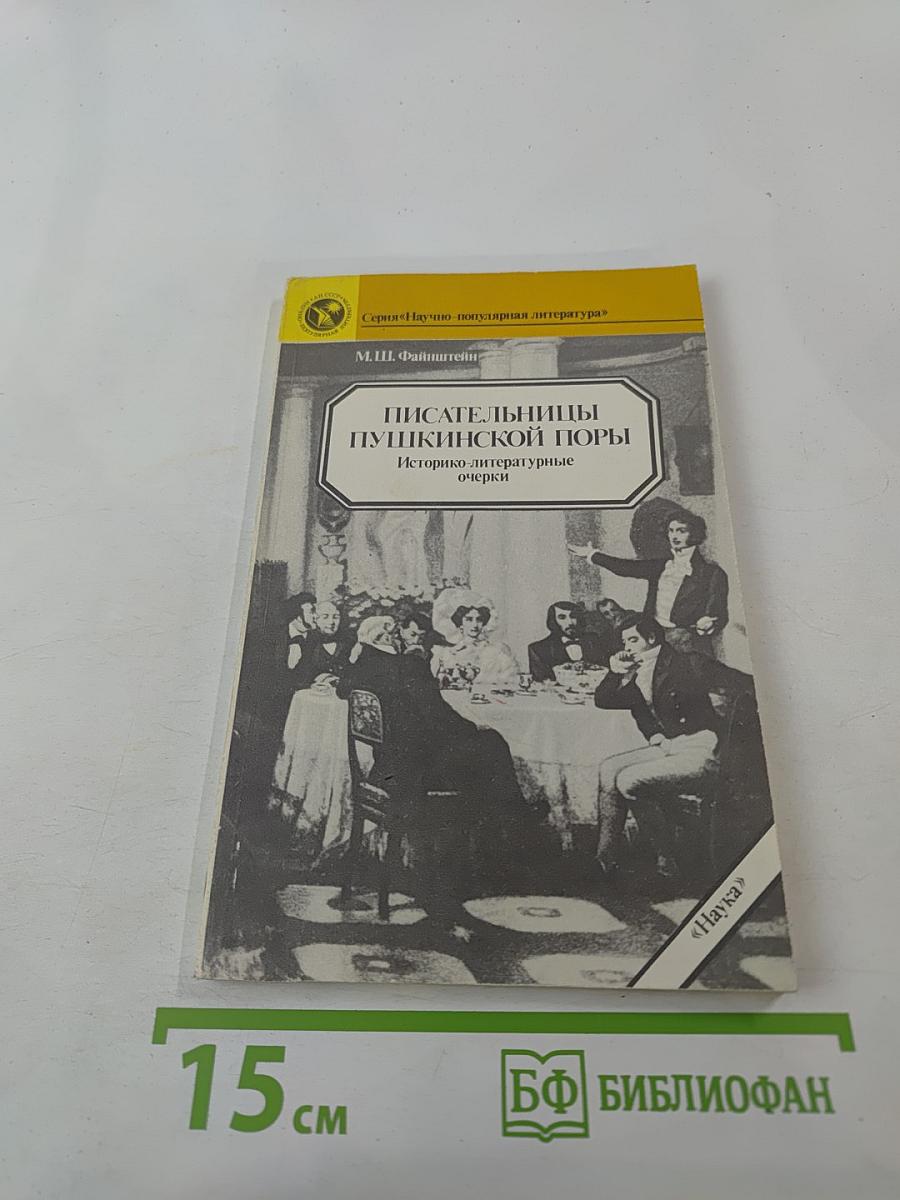 Серия «Научно-популярная литература»
М. Ш. Файнштейн
ПИСАТЕЛЬНИЦЫ
ПУШКИНСКОЙ ПОРЫ
Историко-литературные
очерки
«Наука»
15 см
БФ БИБЛИОФАН